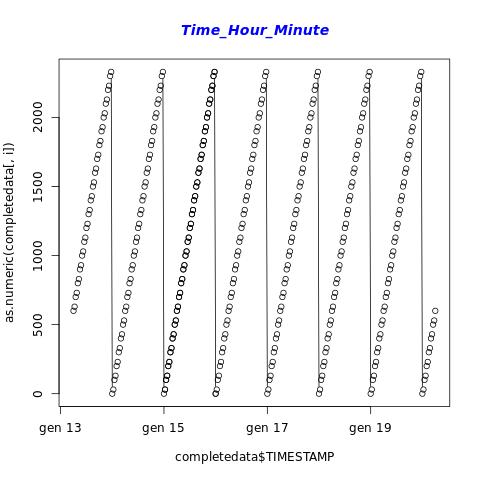 Time_Hour_Minute
as.numeric(completedata[, i])
2000
1500
1000
500
0
gen 13
gen 15
gen 17
gen 19
completedata$TIMESTAMP